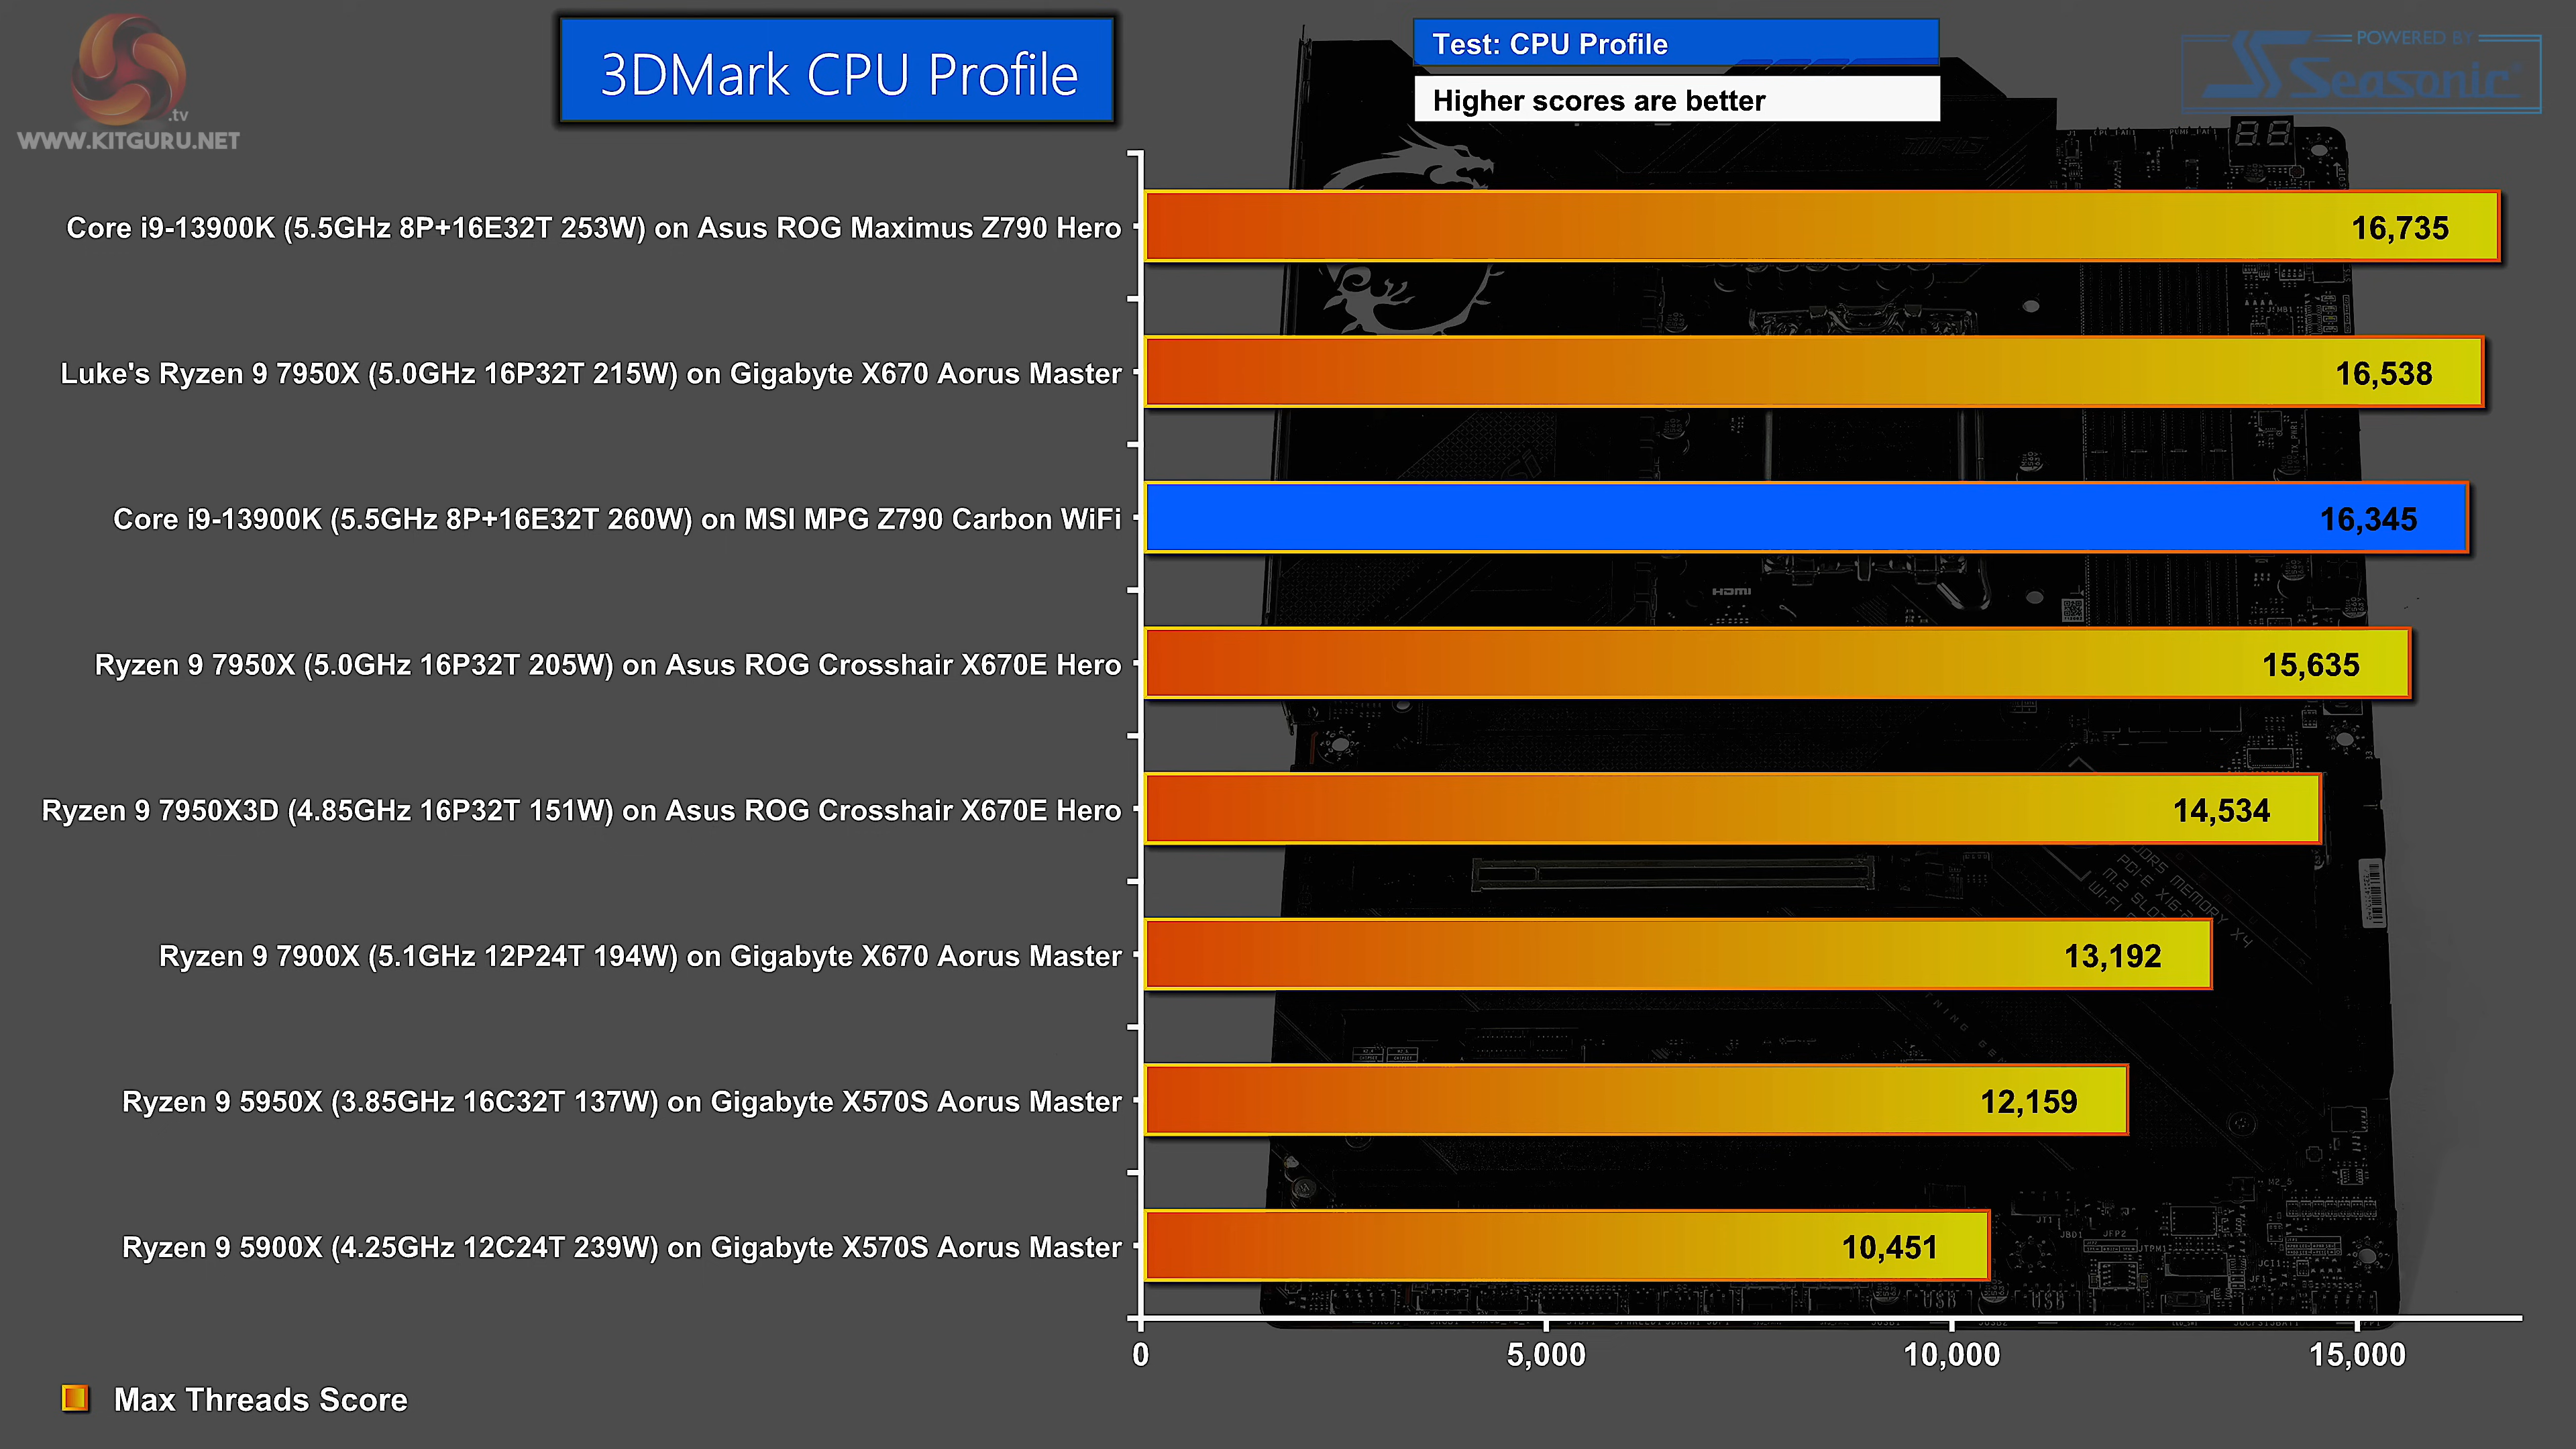 3DMark CPU Profile
Test: CPU Profile
Higher scores are better
POWERED BY
Seasonic
.tv
WWW.KITGURU.NET
Core i9-13900K (5.5GHz 8P+16E32T 253W) on Asus ROG Maximus Z790 Hero
16,735
Luke's Ryzen 9 7950X (5.0GHz 16P32T 215W) on Gigabyte X670 Aorus Master
16,538
Core i9-13900K (5.5GHz 8P+16E32T 260W) on MSI MPG Z790 Carbon WiFi
16,345
HDMI
Ryzen 9 7950X (5.0GHz 16P32T 205W) on Asus ROG Crosshair X670E Hero
15,635
Ryzen 9 7950X3D (4.85GHz 16P32T 151W) on Asus ROG Crosshair X670E Hero
14,534
Ryzen 9 7900X (5.1GHz 12P24T 194W) on Gigabyte X670 Aorus Master
13,192
Ryzen 9 5950X (3.85GHz 16C32T 137W) on Gigabyte X570S Aorus Master
12,159
Ryzen 9 5900X (4.25GHz 12C24T 239W) on Gigabyte X570S Aorus Master
10,451
0 5,000 10,000 15,000
Max Threads Score